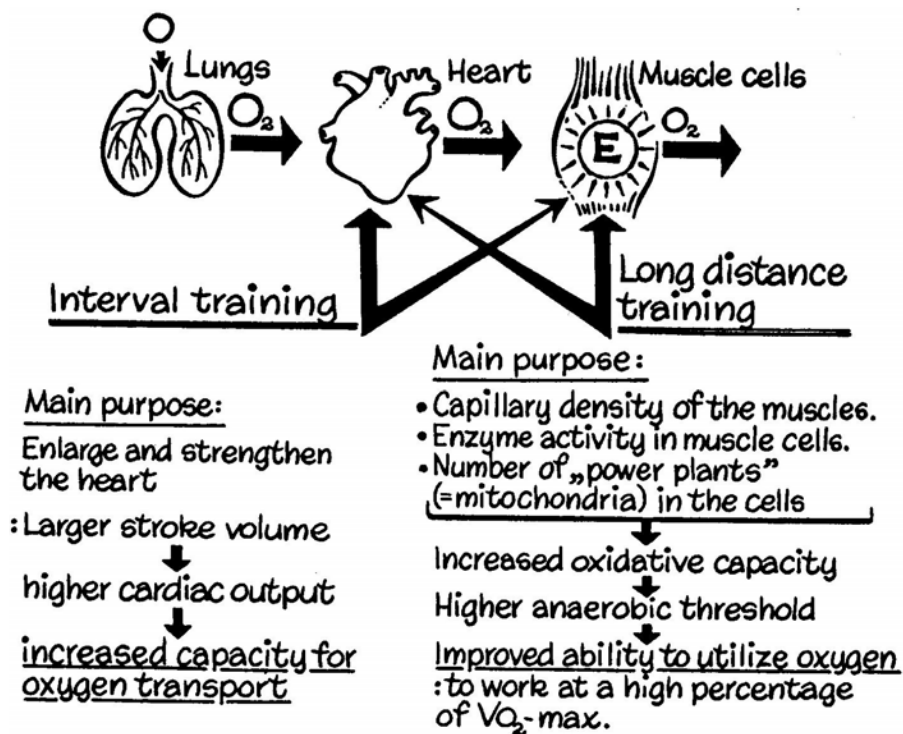 O
Lungs
Heart
Muscle cells
O₂
O₂
E
O₂
Interval training
Long distance
training
Main purpose:
Enlarge and strengthen
the heart
:Larger stroke volume
higher cardiac output
increased capacity for
oxygen transport
Main purpose:
• Capillary density of the muscles.
• Enzyme activity in muscle cells.
• Number of „power plants”
(=mitochondria) in the cells
Increased oxidative capacity
Higher anaerobic threshold
Improved ability to utilize oxygen
:to work at a high percentage
of VO₂-max.